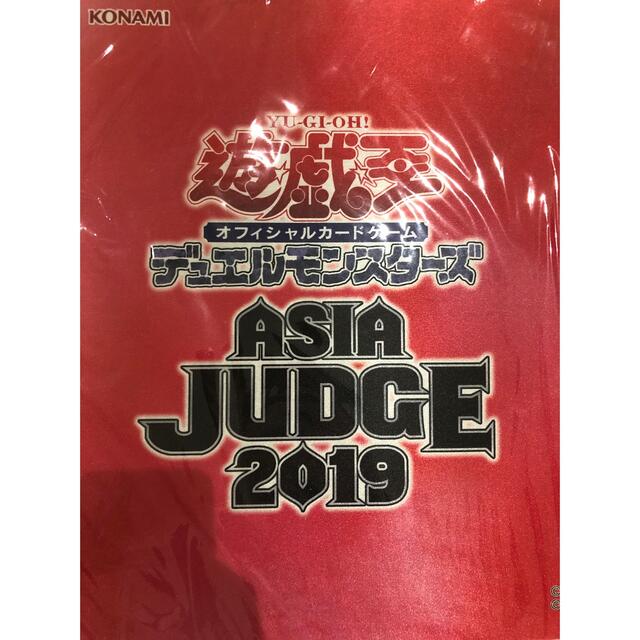 KONAMI
YU-GI-OH!
遊戯王
オフィシャルカードゲーム
デュエルモンスターズ
ASIA
JUDGE
2019
©
©